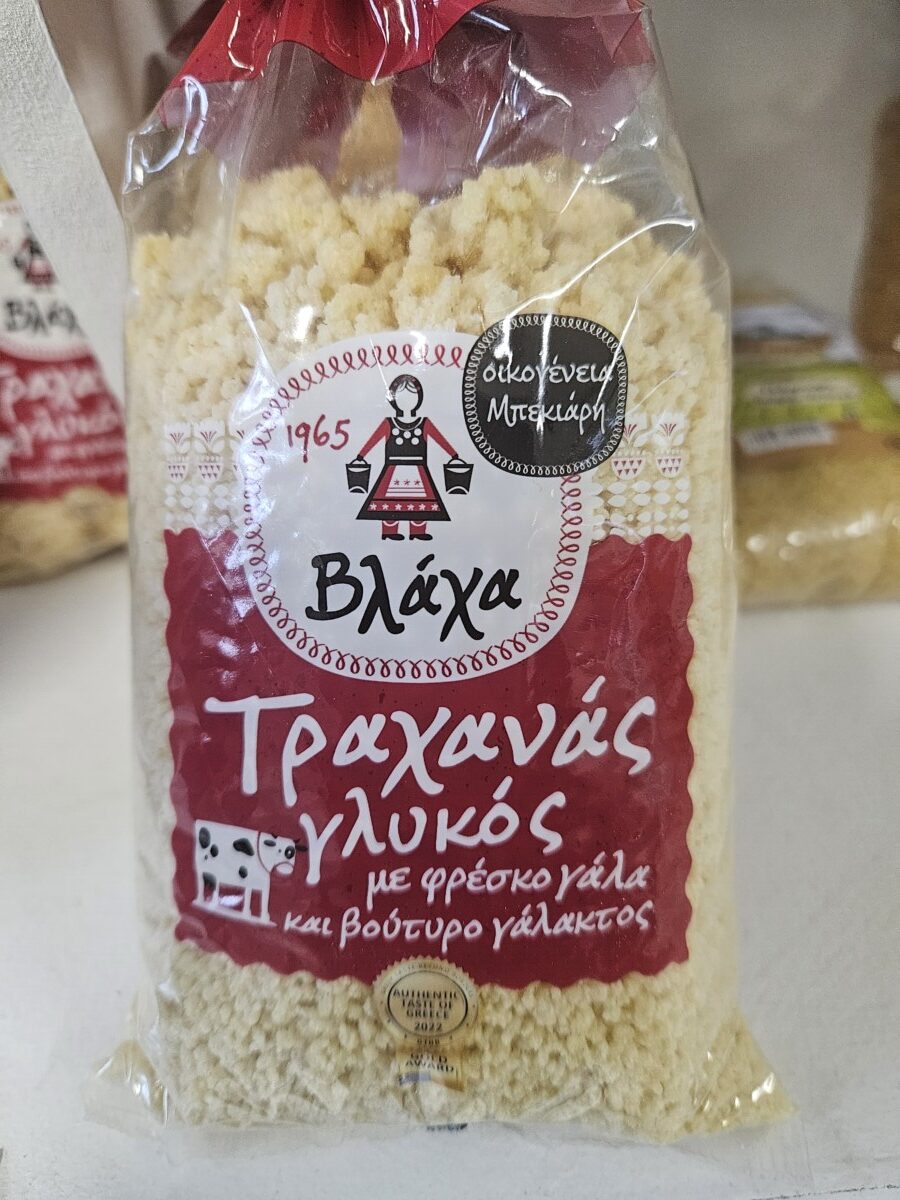 οικογένεια
Μπεκιάρη
1965
Βλάχα
Τραχανάς
γλυκός
με φρέσκο γάλα
και βούτυρο γάλακτος
AUTHENTIC
TASTE OF
GREECE
2022
GOLD
AWARD
Βλάχα